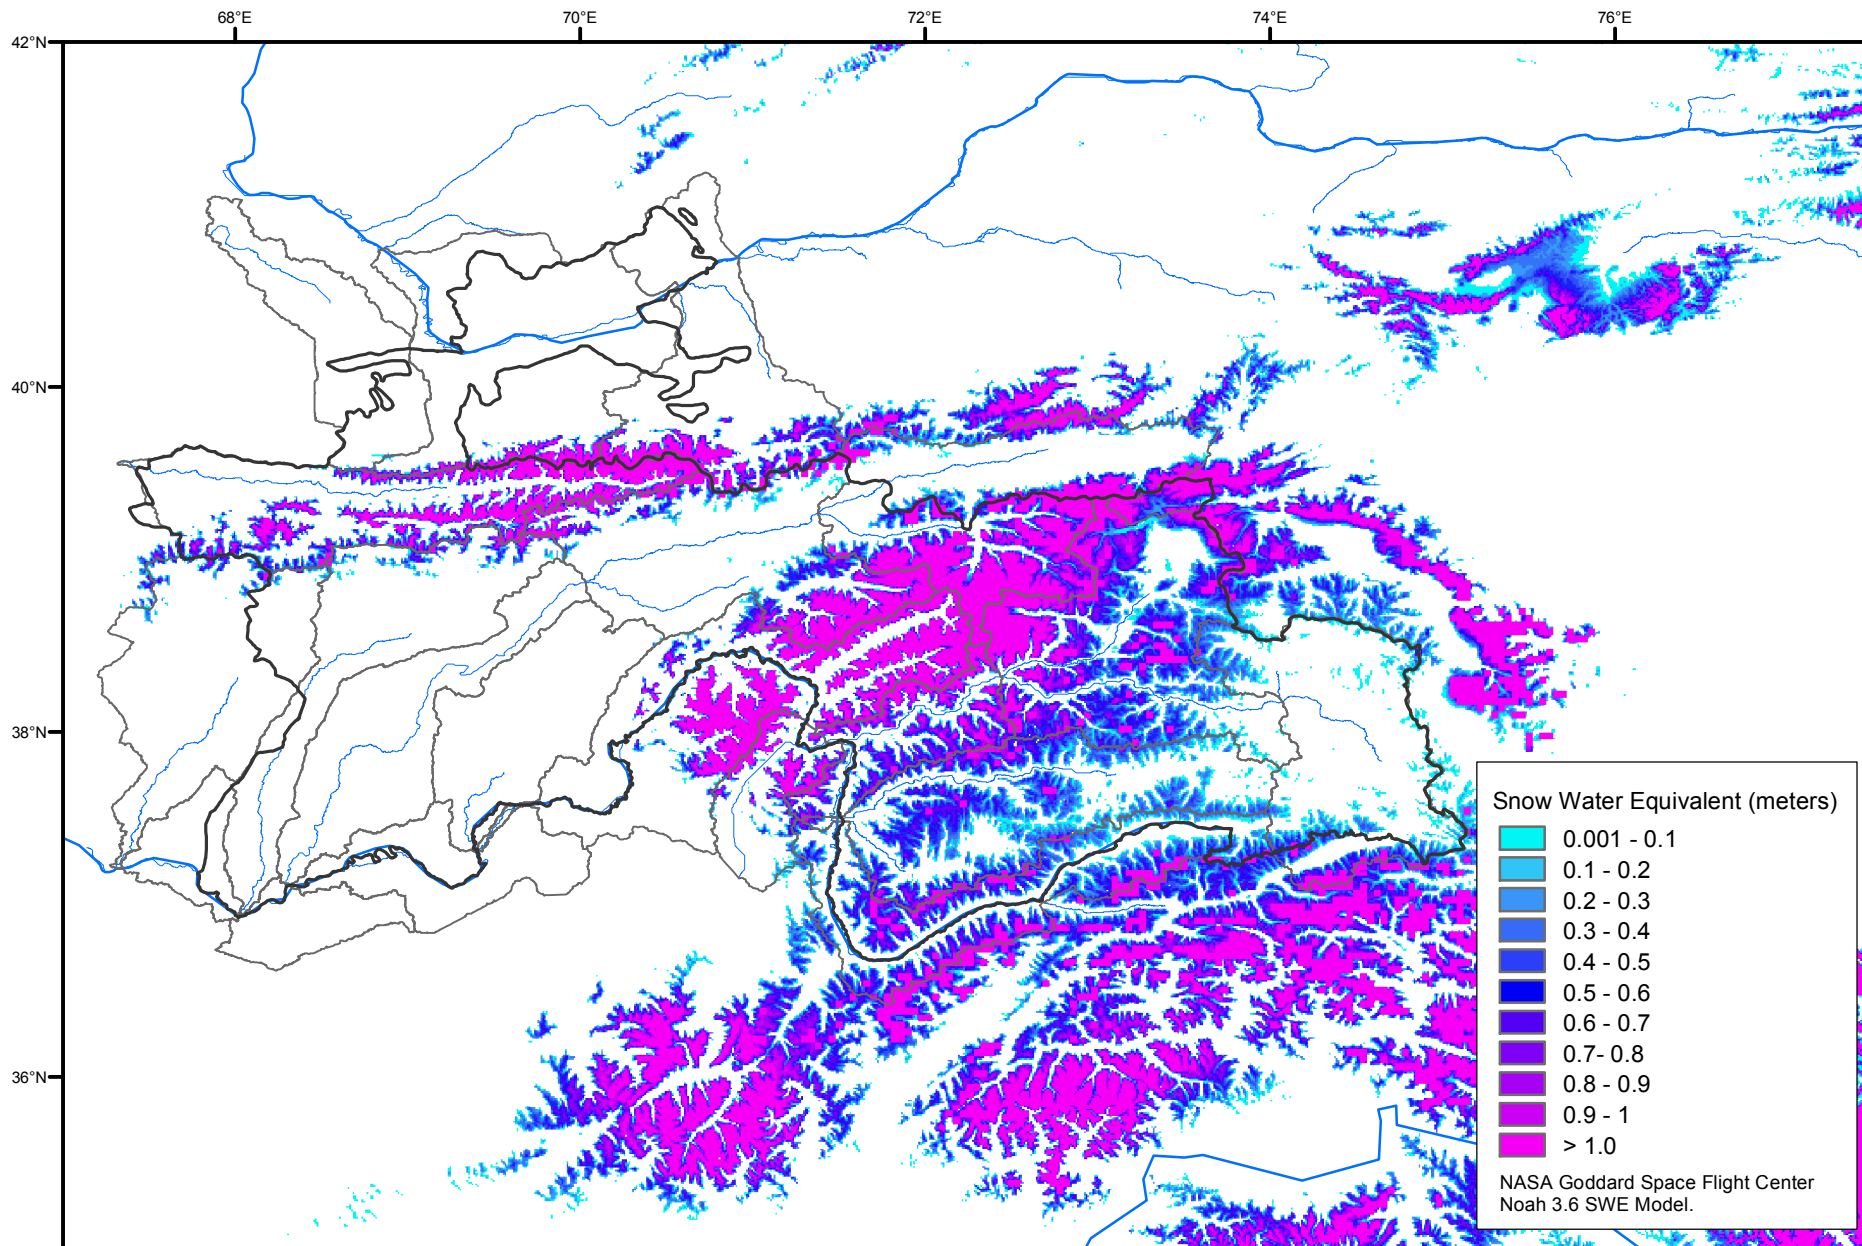 68°E
70°E
72°E
74°E
76°E
42°N
40°N
38°N
36°N
Snow Water Equivalent (meters)
0.001 - 0.1
0.1 - 0.2
0.2 - 0.3
0.3 - 0.4
0.4 - 0.5
0.5 - 0.6
0.6 - 0.7
0.7- 0.8
0.8 - 0.9
0.9 - 1
> 1.0
NASA Goddard Space Flight Center
Noah 3.6 SWE Model.